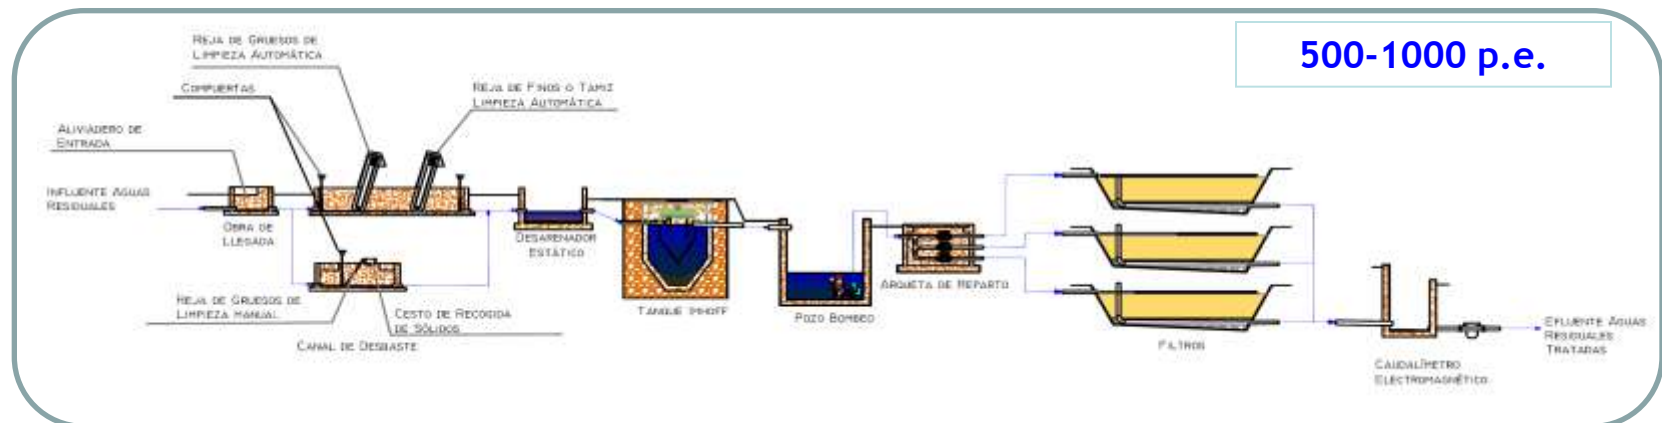 500-1000 p.e.
REJA DE GRUESOS DE
LIMPIEZA AUTOMÁTICA
COMPUERTAS
REJA DE FINOS O TAMIZ
LIMPIEZA AUTOMÁTICA
ALIVIADERO DE
ENTRADA
INFLUENTE AGUAS
RESIDUALES
OBRA DE
LLEGADA
DESARENADOR
ESTÁTICO
REJA DE GRUESOS DE
LIMPIEZA MANUAL
CESTO DE RECOGIDA
DE SÓLIDOS
CANAL DE DESBASTE
TANQUE IMHOFF
POZO BOMBEO
ARQUETA DE REPARTO
FILTROS
CAUDALÍMETRO
ELECTROMAGNÉTICO
EFLUENTE AGUAS
RESIDUALES
TRATADAS